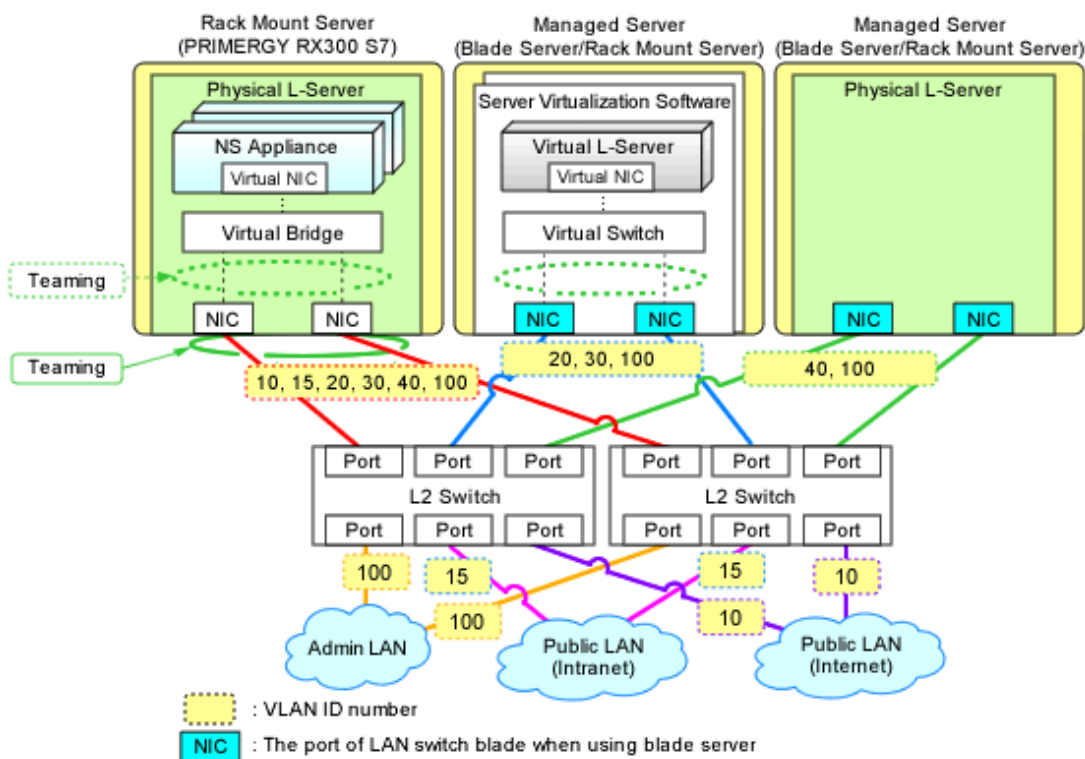 Rack Mount Server
(PRIMERGY RX300 S7)
Managed Server
(Blade Server/Rack Mount Server)
Managed Server
(Blade Server/Rack Mount Server)
Physical L-Server
NS Appliance
Virtual NIC
Virtual Bridge
Server Virtualization Software
Virtual L-Server
Virtual NIC
Virtual Switch
Physical L-Server
Teaming
NIC
NIC
NIC
NIC
NIC
NIC
Teaming
10, 15, 20, 30, 40, 100
20, 30, 100
40, 100
Port
Port
Port
L2 Switch
Port
Port
Port
Port
Port
Port
L2 Switch
Port
Port
Port
100
15
15
10
100
10
Admin LAN
Public LAN
(Intranet)
Public LAN
(Internet)
: VLAN ID number
NIC : The port of LAN switch blade when using blade server